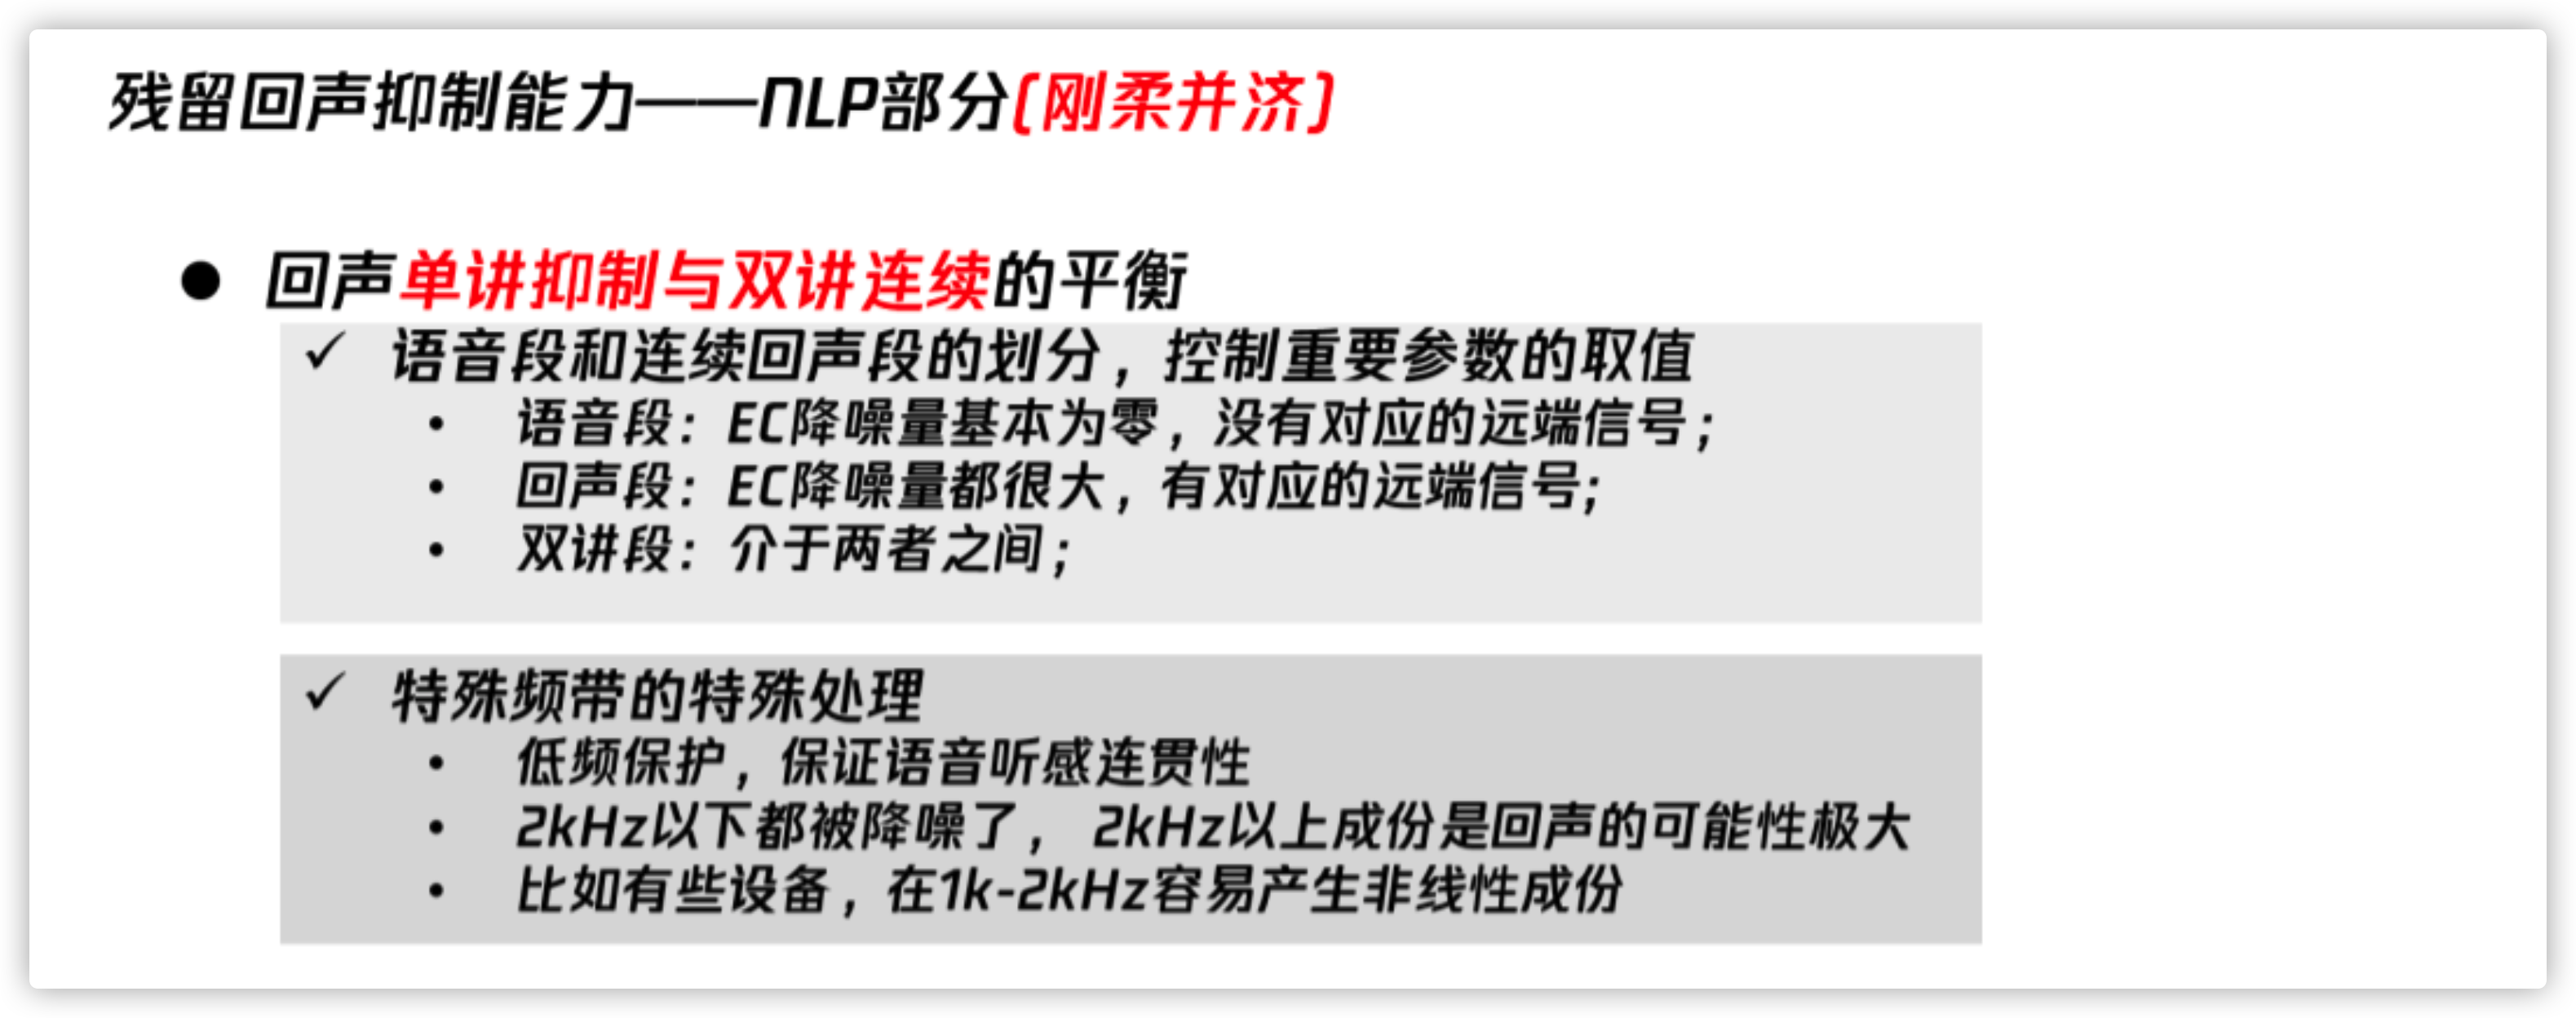 残留回声抑制能力——NLP部分(刚柔并济)
● 回声单讲抑制与双讲连续的平衡
✓ 语音段和连续回声段的划分，控制重要参数的取值
• 语音段：EC降噪量基本为零，没有对应的远端信号；
• 回声段：EC降噪量都很大，有对应的远端信号;
• 双讲段：介于两者之间；
✓ 特殊频带的特殊处理
• 低频保护，保证语音听感连贯性
• 2kHz以下都被降噪了， 2kHz以上成份是回声的可能性极大
• 比如有些设备，在1k-2kHz容易产生非线性成份